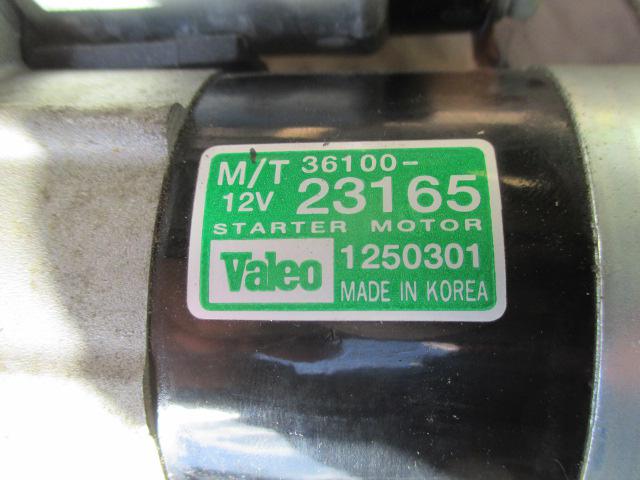 M/T 36100-
12V 23165
STARTER MOTOR
Valeo 1250301
MADE IN KOREA